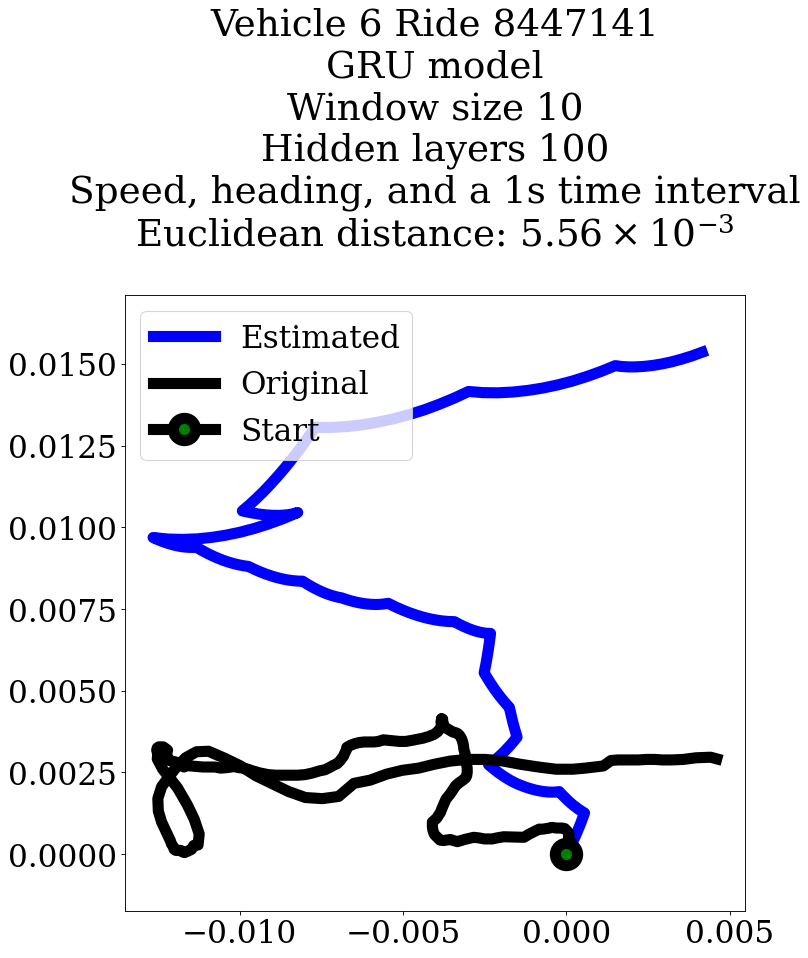 Vehicle 6 Ride 8447141
GRU model
Window size 10
Hidden layers 100
Speed, heading, and a 1s time interval
Euclidean distance: 5.56 × 10⁻³
Estimated
Original
Start
0.0150
0.0125
0.0100
0.0075
0.0050
0.0025
0.0000
−0.010 −0.005 0.000 0.005